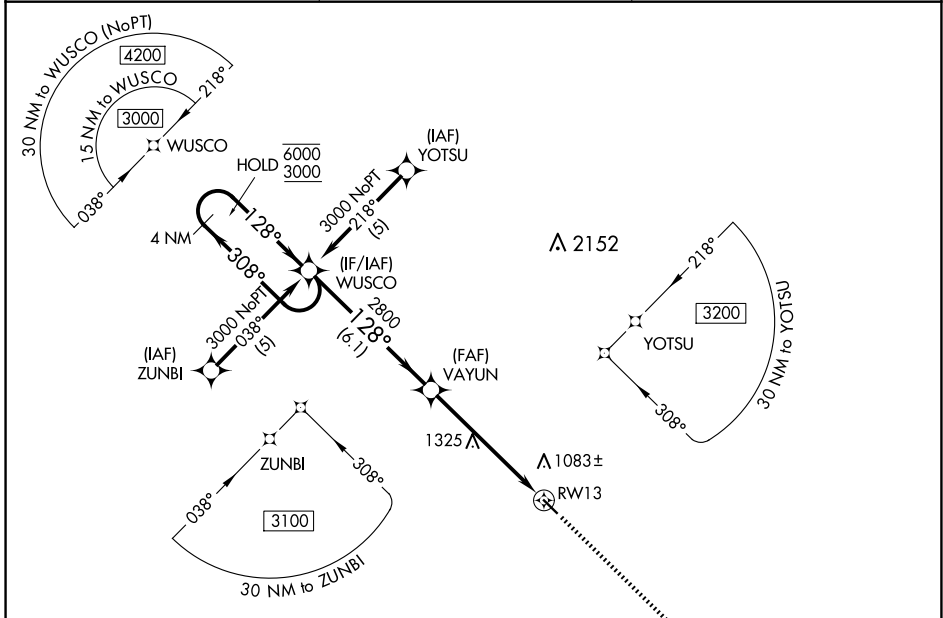 30 NM to WUSCO (NoPT)
4200
218°
15 NM to WUSCO
3000
WUSCO
038°
HOLD
6000
3000
(IAF)
YOTSU
3000 NoPT
218°
(5)
128°
4 NM
308°
(IF/IAF)
WUSCO
2152
3000 NoPT
038°
(5)
(IAF)
ZUNBI
2800
128°
(6.1)
(FAF)
VAYUN
218°
3200
YOTSU
308°
30 NM to YOTSU
1325
1083±
RW13
ZUNBI
038°
308°
3100
30 NM to ZUNBI